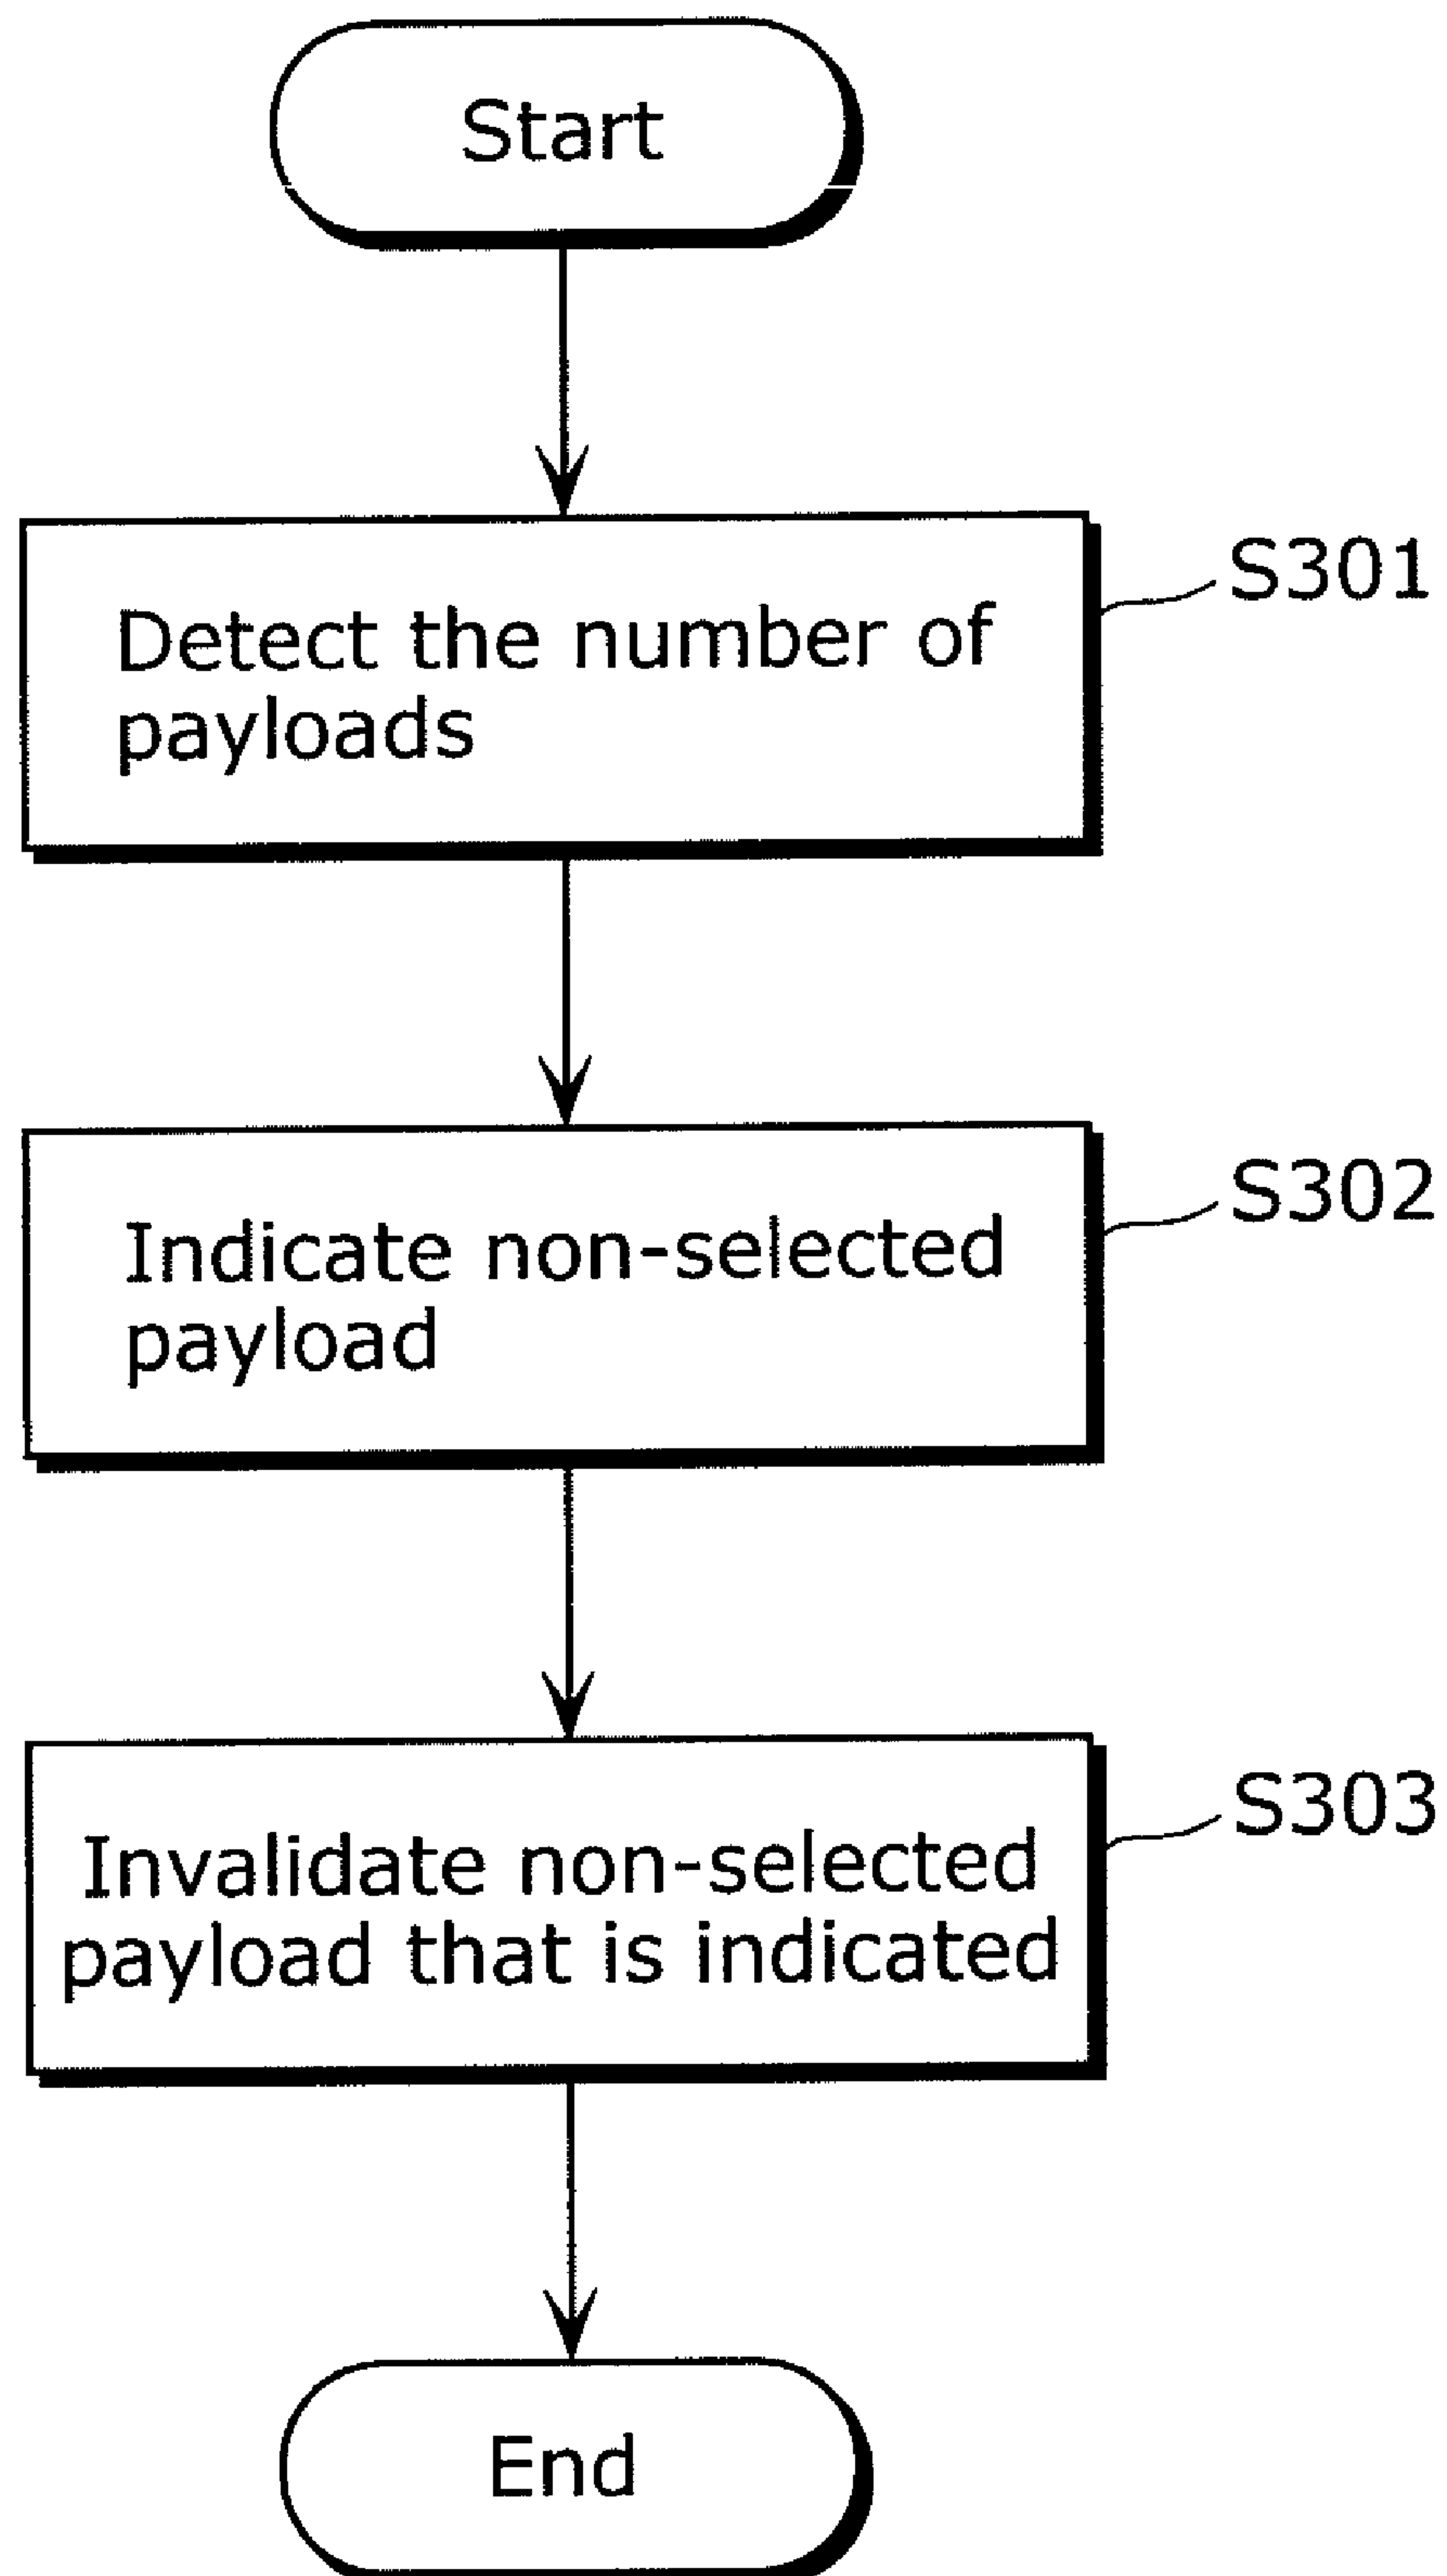 Start
S301
Detect the number of
payloads
S302
Indicate non-selected
payload
S303
Invalidate non-selected
payload that is indicated
End